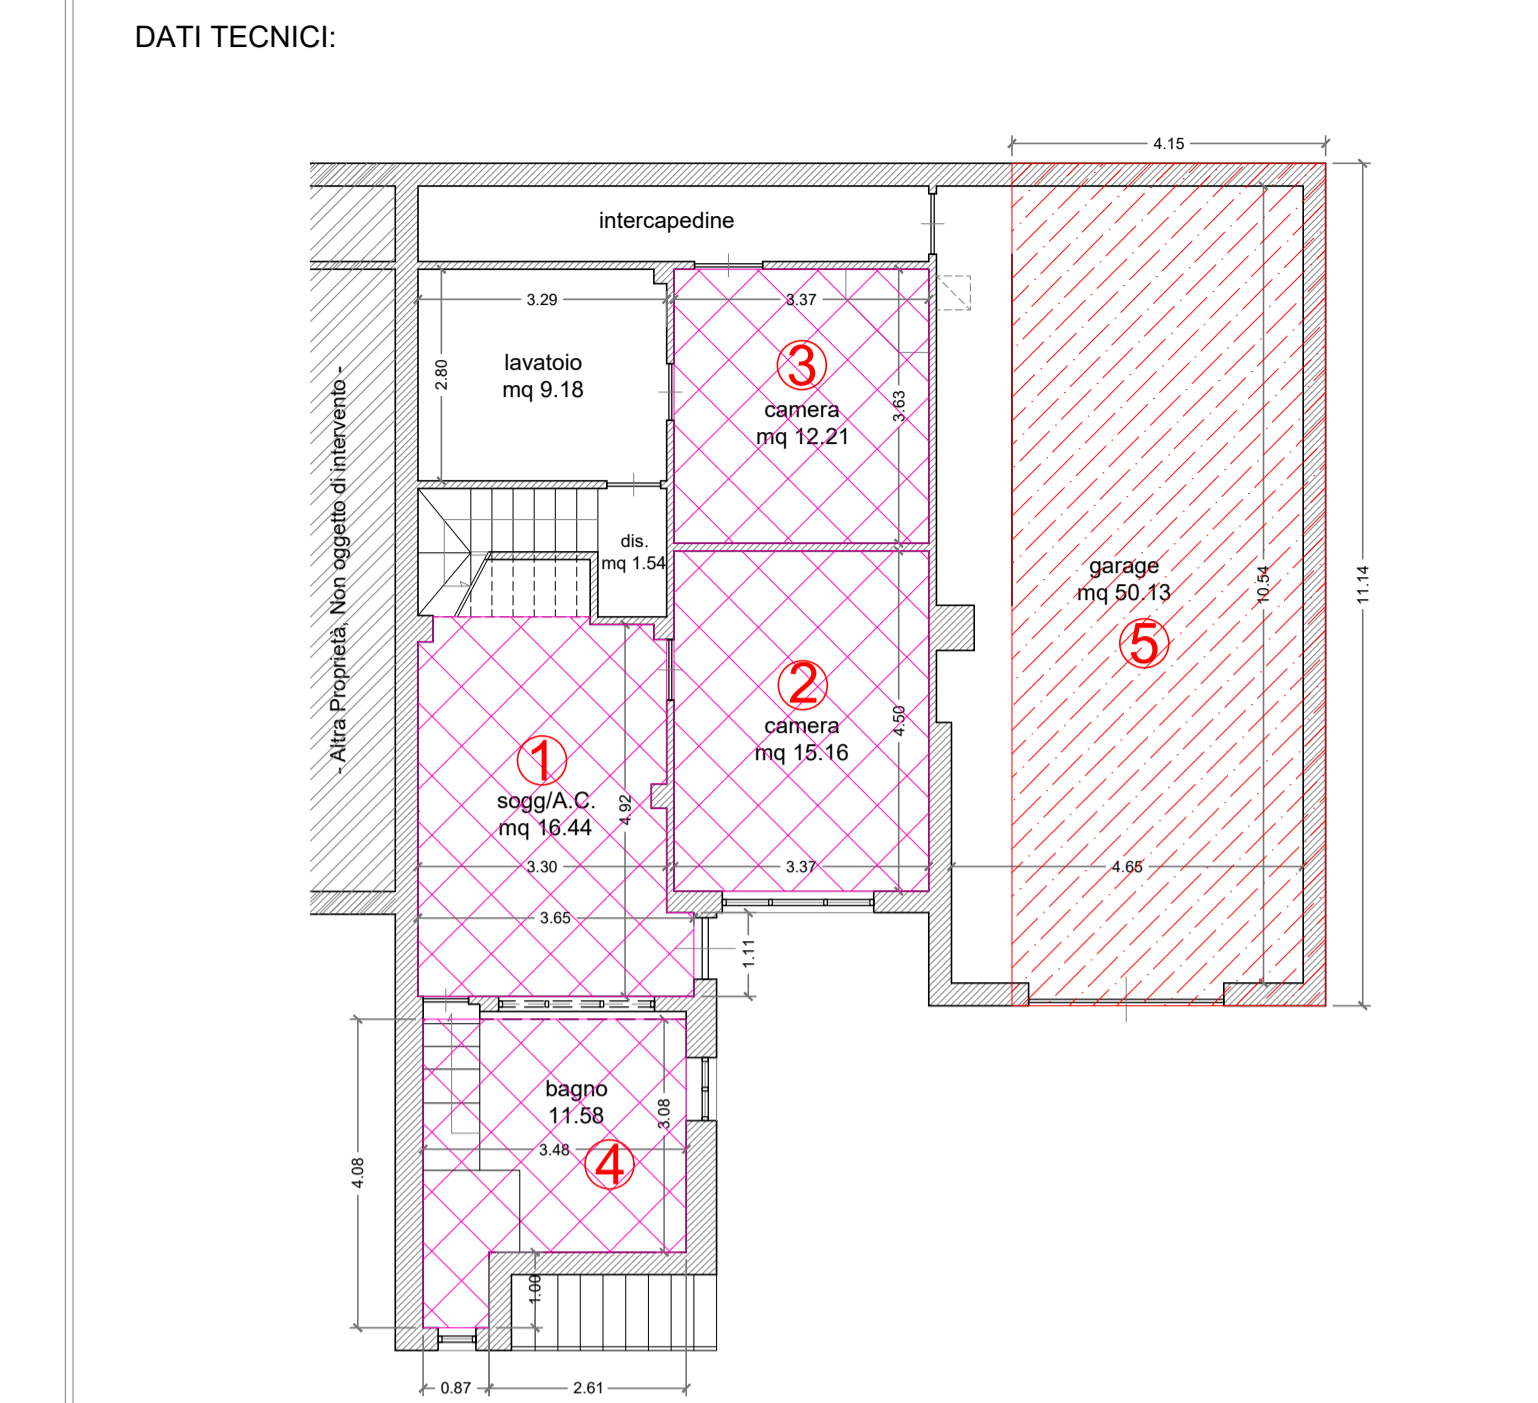 DATI TECNICI:
4.15
intercapedine
3.29
3.37
lavatoio
mq 9.18
2.80
3
camera
mq 12.21
3.63
- Altra Proprietà, Non oggetto di intervento -
dis.
mq 1.54
garage
mq 50.13
5
10.54
11.14
2
camera
mq 15.16
4.50
1
sogg/A.C.
mq 16.44
4.92
3.30
3.37
4.65
3.65
1.11
bagno
11.58
3.08
3.48
4
4.08
1.00
0.87
2.61